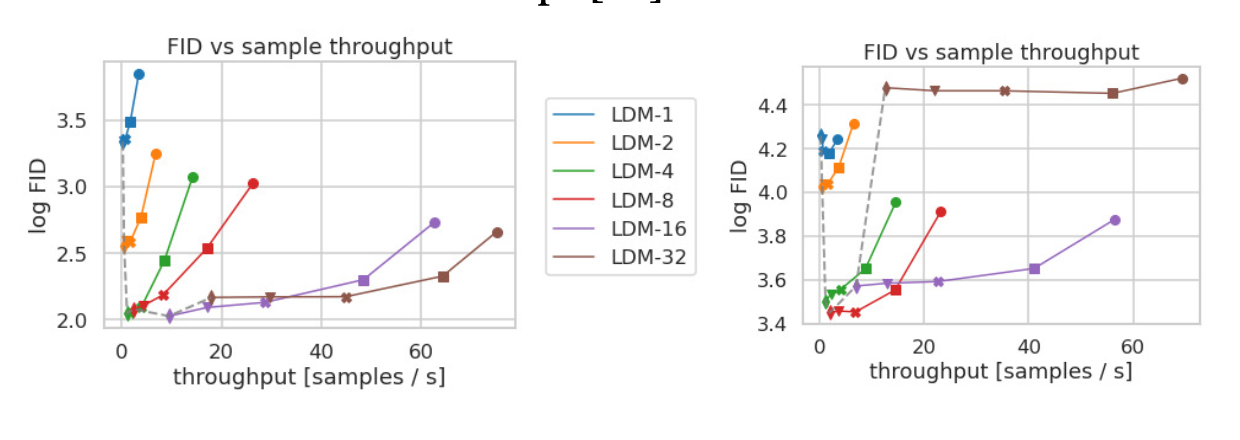 FID vs sample throughput
log FID
3.5
3.0
2.5
2.0
0 20 40 60
throughput [samples / s]
LDM-1
LDM-2
LDM-4
LDM-8
LDM-16
LDM-32
FID vs sample throughput
log FID
4.4
4.2
4.0
3.8
3.6
3.4
0 20 40 60
throughput [samples / s]